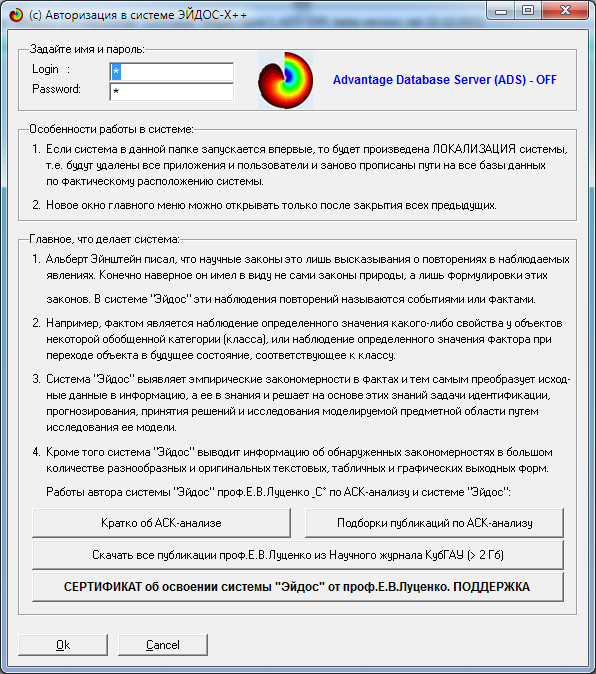 (c) Авторизация в системе ЭЙДОС-X++
Задайте имя и пароль:
Login :
*
Advantage Database Server (ADS) - OFF
Password:
*
Особенности работы в системе:
1. Если система в данной папке запускается впервые, то будет произведена ЛОКАЛИЗАЦИЯ системы,
т.е. будут удалены все приложения и пользователи и заново прописаны пути на все базы данных
по фактическому расположению системы.
2. Новое окно главного меню можно открывать только после закрытия всех предыдущих.
Главное, что делает система:
1. Альберт Эйнштейн писал, что научные законы это лишь высказывания о повторениях в наблюдаемых
явлениях. Конечно наверное он имел в виду не сами законы природы, а лишь формулировки этих
законов. В системе "Эйдос" эти наблюдения повторений называются событиями или фактами.
2. Например, фактом является наблюдение определенного значения какого-либо свойства у объектов
некоторой обобщенной категории (класса), или наблюдение определенного значения фактора при
переходе объекта в будущее состояние, соответствующее к классу.
3. Система "Эйдос" выявляет эмпирические закономерности в фактах и тем самым преобразует исход-
ные данные в информацию, а ее в знания и решает на основе этих знаний задачи идентификации,
прогнозирования, принятия решений и исследования моделируемой предметной области путем
исследования ее модели.
4. Кроме того система "Эйдос" выводит информацию об обнаруженных закономерностях в большом
количестве разнообразных и оригинальных текстовых, табличных и графических выходных форм.
Работы автора системы "Эйдос" проф.Е.В.Луценко _С° по АСК-анализу и системе "Эйдос":
Кратко об АСК-анализе
Подборки публикаций по АСК-анализу
Скачать все публикации проф.Е.В.Луценко из Научного журнала КубГАУ (> 2 Гб)
СЕРТИФИКАТ об освоении системы "Эйдос" от проф.Е.В.Луценко. ПОДДЕРЖКА
Ok
Cancel